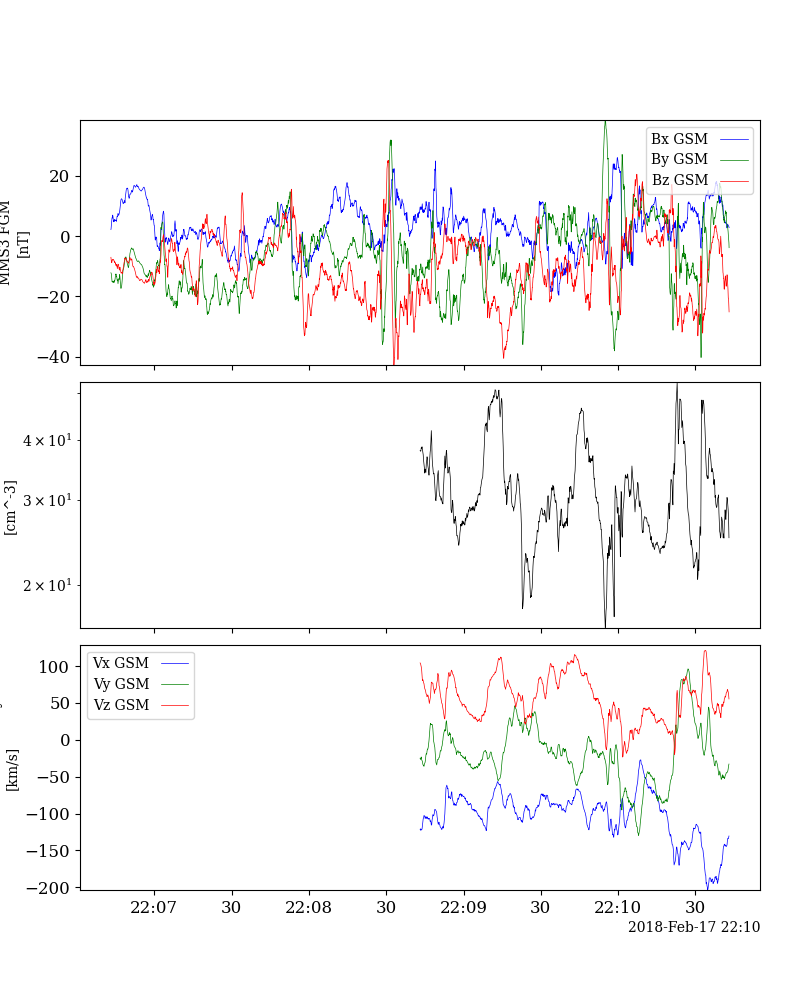 Bx GSM
By GSM
Bz GSM
MMS3 FGM
[nT]
20
0
−20
−40
4 × 10¹
3 × 10¹
2 × 10¹
[cm^-3]
Vx GSM
Vy GSM
Vz GSM
[km/s]
100
50
0
−50
−100
−150
−200
22:07 30 22:08 30 22:09 30 22:10 30
2018-Feb-17 22:10